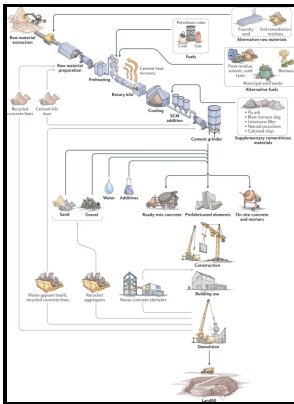 Raw material
extraction
Raw material
preparation
Preheating
Rotary kiln
Cooling
SCM
addition
Cement grinder
Cement heat
recovery
Petroleum coke
Coal
Gas
Fuels
Foundry
sand
Soil-remediation
residues
Alternative raw materials
Paint residue,
solvent, used
tyres
Biomass
Municipal solid waste
Alternative fuels
• Fly ash
• Blast furnace slag
• Limestone filler
• Natural pozzolans
• Calcined clays
Supplementary cementitious
materials
Recycled
concrete fines
Cement kiln
dust
Sand
Gravel
Water
Additives
Ready-mix concrete
Prefabricated elements
On-site concrete
and mortars
Construction
Building use
Waste gypsum board,
recycled concrete fines
Recycled
aggregates
Reuse concrete elements
Demolition
Landfill